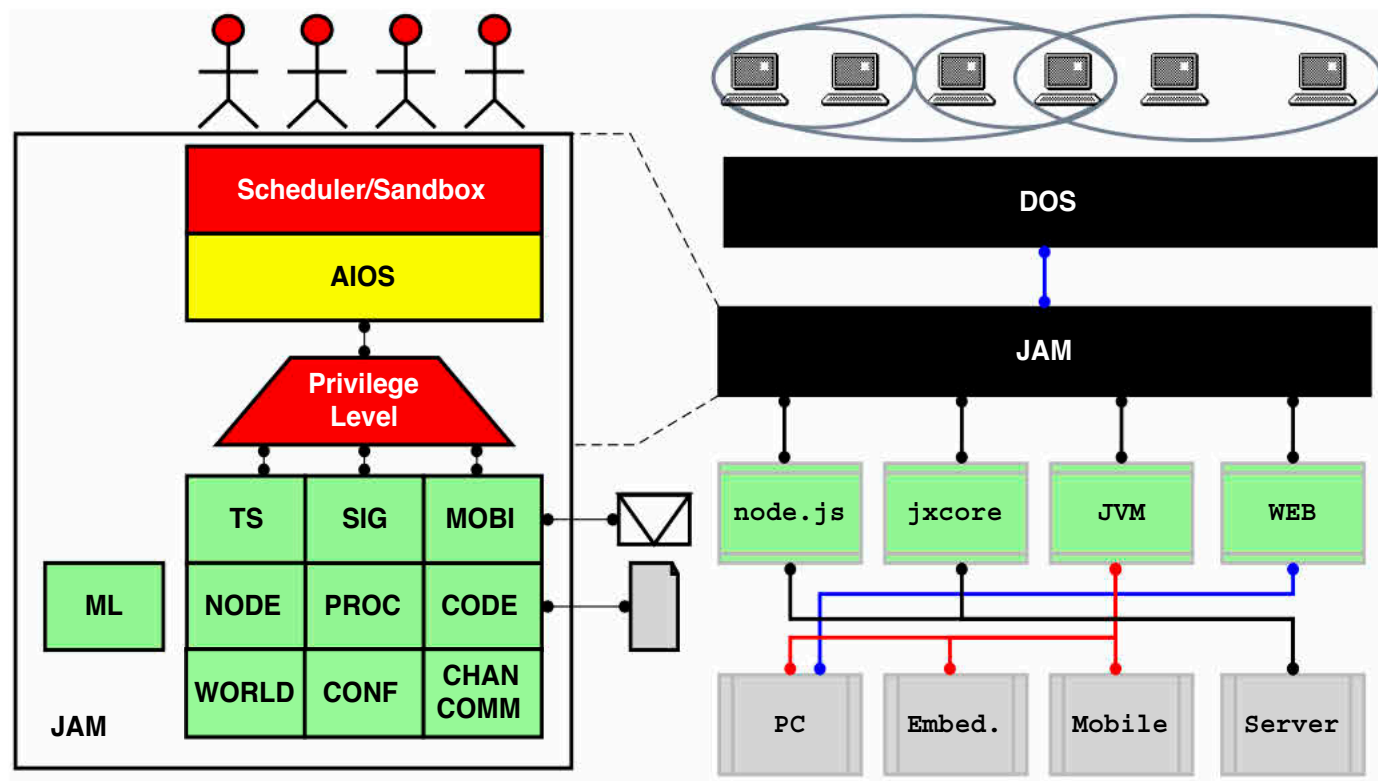 Scheduler/Sandbox
AIOS
Privilege
Level
TS
SIG
MOBI
ML
NODE
PROC
CODE
WORLD
CONF
CHAN
COMM
JAM
DOS
JAM
node.js
jxcore
JVM
WEB
PC
Embed.
Mobile
Server